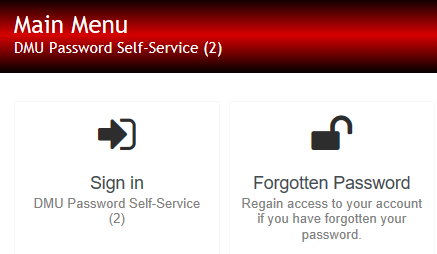 Main Menu
DMU Password Self-Service (2)
Sign in
DMU Password Self-Service
(2)
Forgotten Password
Regain access to your account
if you have forgotten your
password.